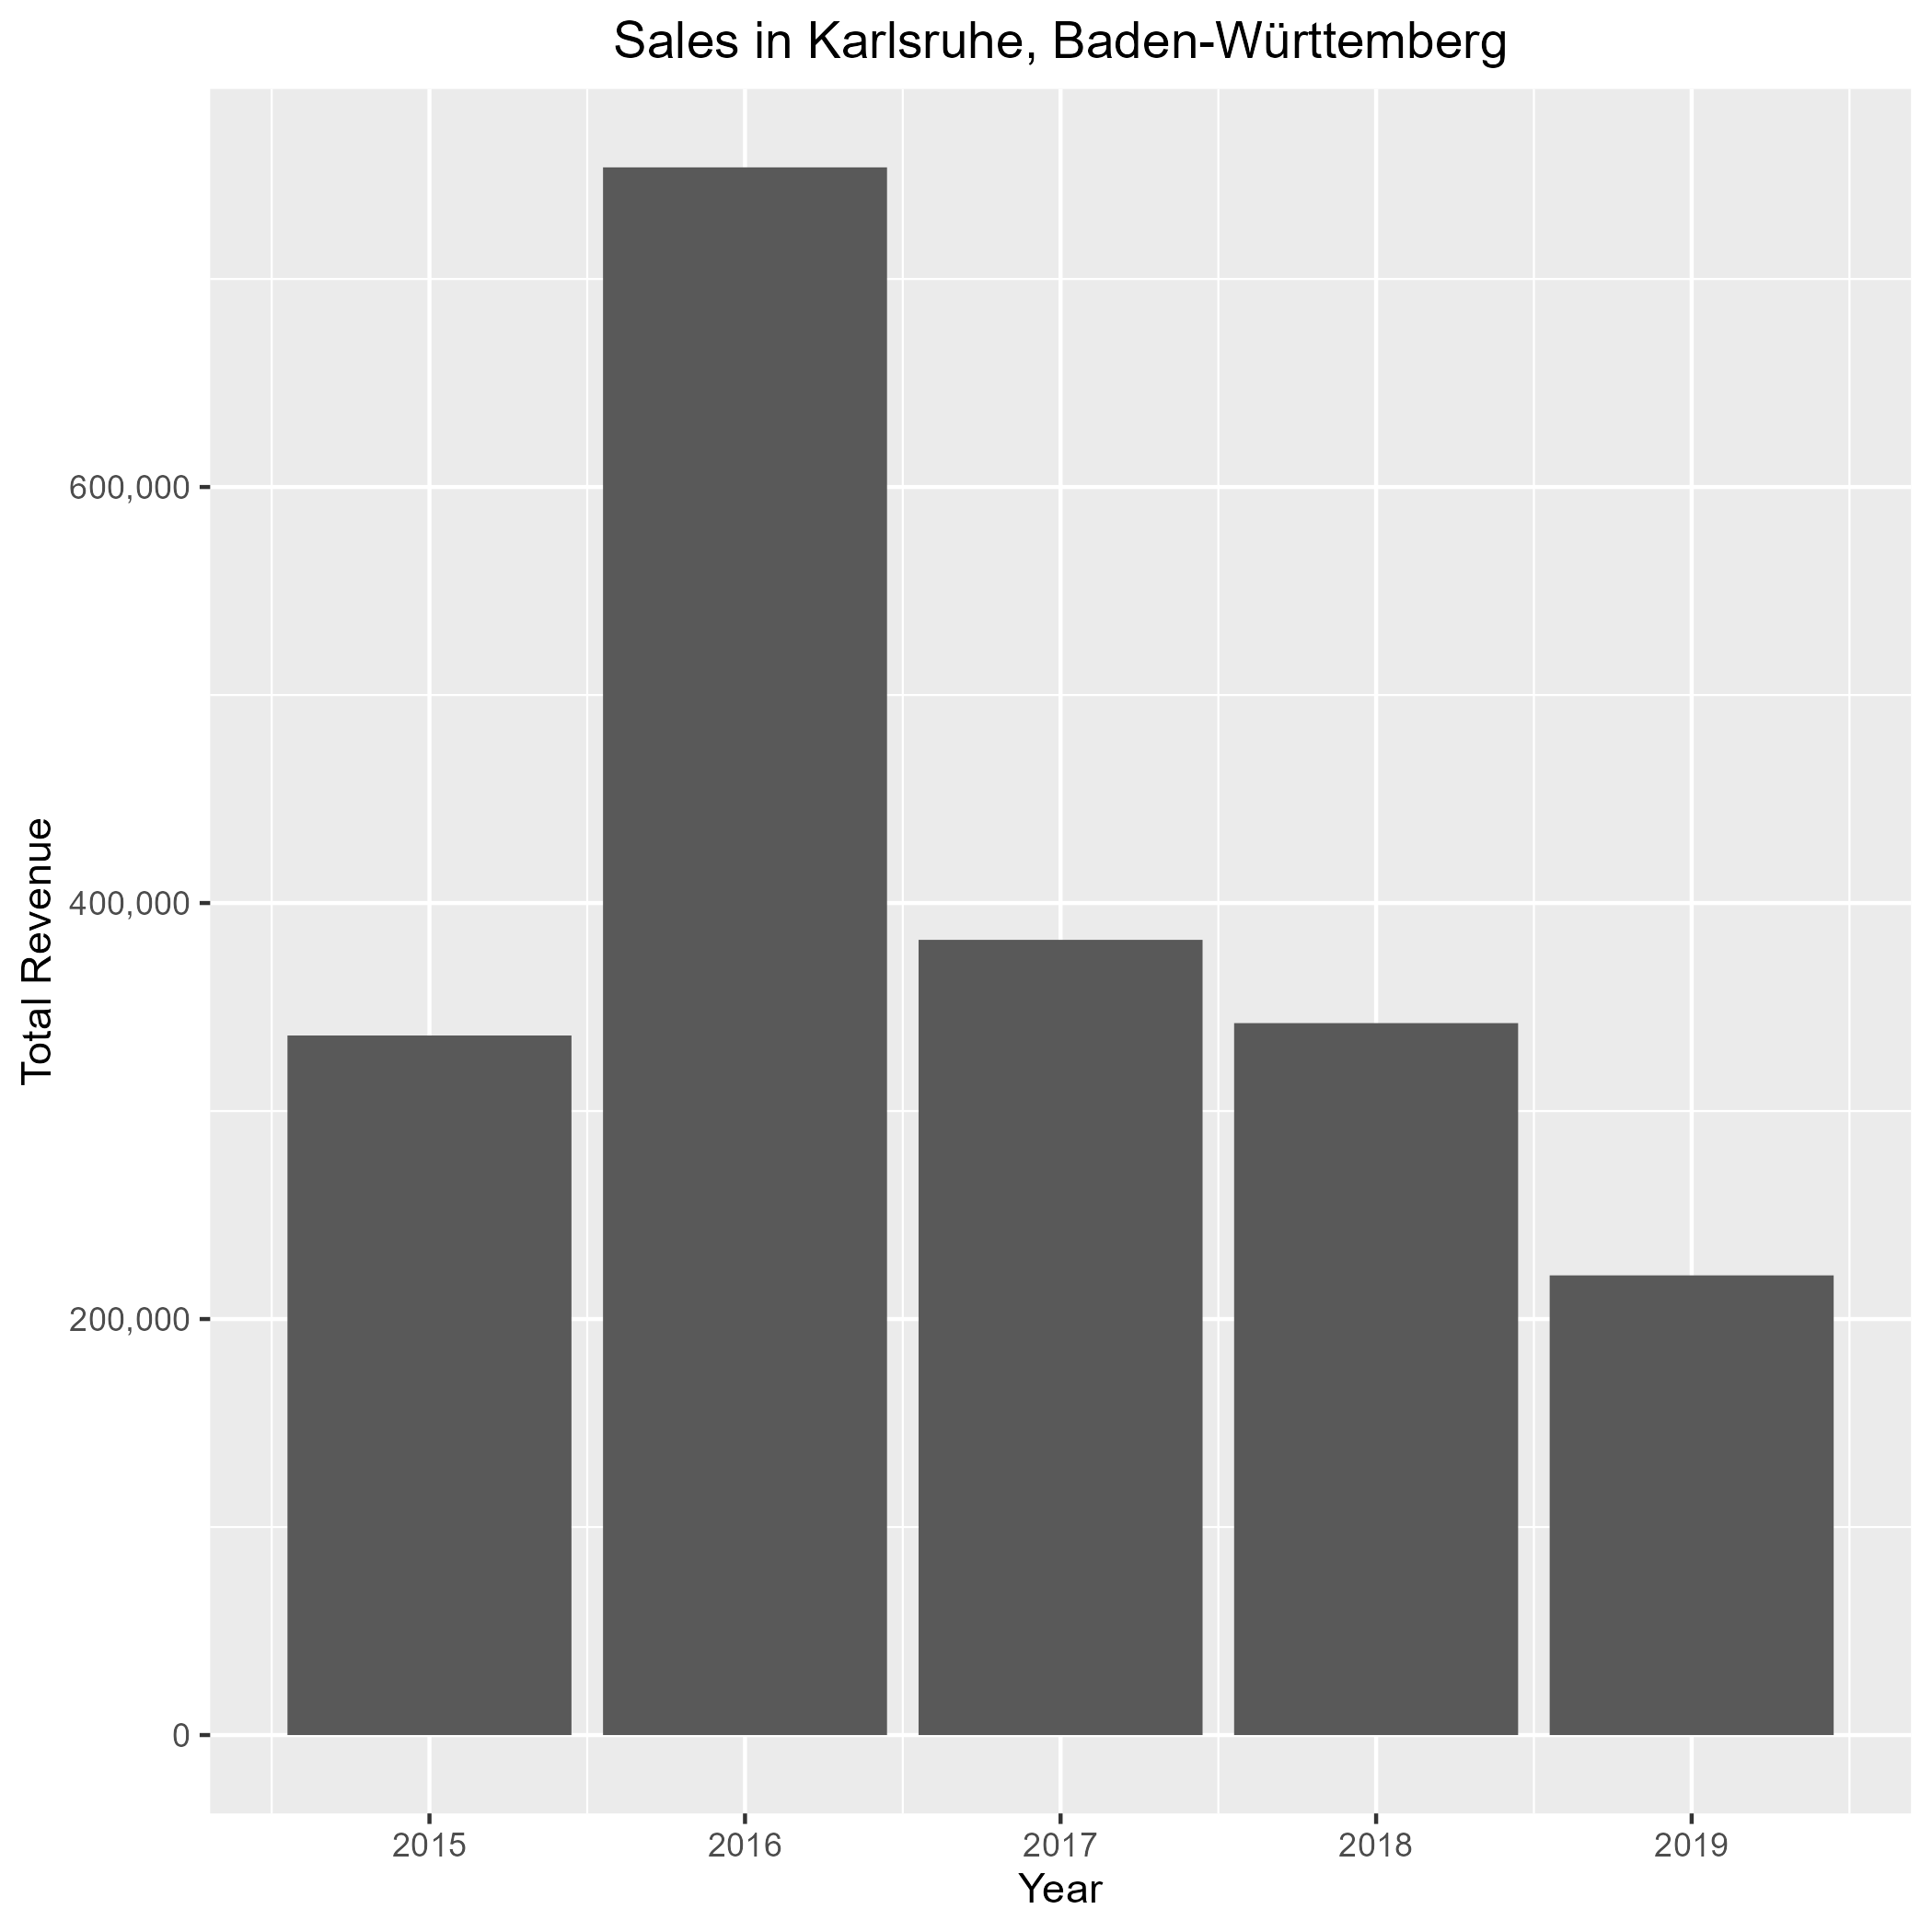 Sales in Karlsruhe, Baden-Württemberg
Total Revenue
600,000
400,000
200,000
0
2015 2016 2017 2018 2019
Year